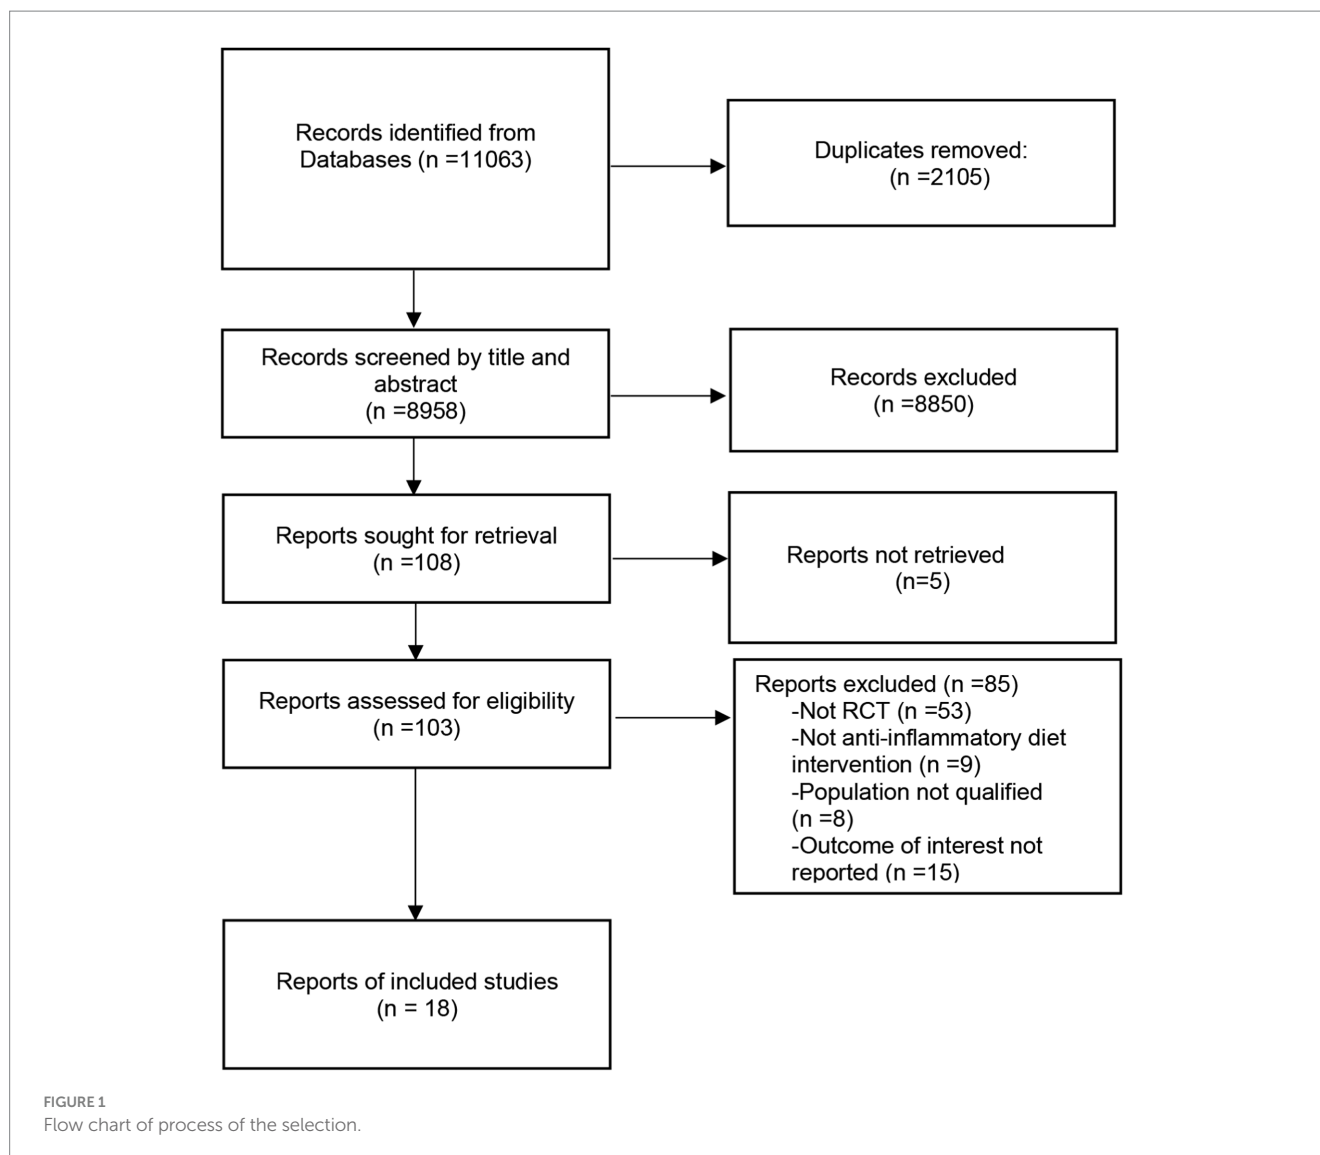 Records identified from
Databases (n =11063)
Duplicates removed:
(n =2105)
Records screened by title and
abstract
(n =8958)
Records excluded
(n =8850)
Reports sought for retrieval
(n =108)
Reports not retrieved
(n=5)
Reports assessed for eligibility
(n =103)
Reports excluded (n =85)
-Not RCT (n =53)
-Not anti-inflammatory diet
intervention (n =9)
-Population not qualified
(n =8)
-Outcome of interest not
reported (n =15)
Reports of included studies
(n = 18)
FIGURE 1
Flow chart of process of the selection.